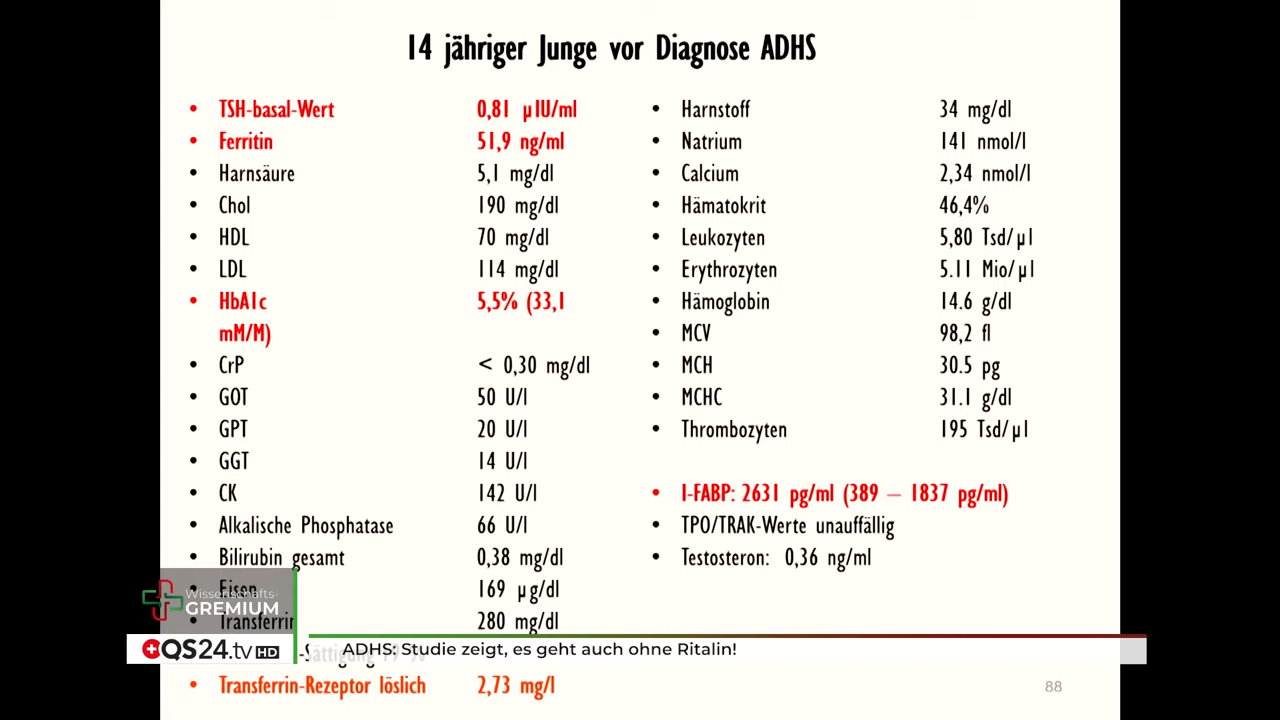 14 jähriger Junge vor Diagnose ADHS
• TSH-basal-Wert 0,81 µIU/ml
• Ferritin 51,9 ng/ml
• Harnsäure 5,1 mg/dl
• Chol 190 mg/dl
• HDL 70 mg/dl
• LDL 114 mg/dl
• HbA1c 5,5% (33,1
mM/M)
• CrP < 0,30 mg/dl
• GOT 50 U/l
• GPT 20 U/l
• GGT 14 U/l
• CK 142 U/l
• Alkalische Phosphatase 66 U/l
• Bilirubin gesamt 0,38 mg/dl
• Eisen 169 µg/dl
• Transferrin 280 mg/dl
• Transferrin-Rezeptor löslich 2,73 mg/l
• Harnstoff 34 mg/dl
• Natrium 141 nmol/l
• Calcium 2,34 nmol/l
• Hämatokrit 46,4%
• Leukozyten 5,80 Tsd/µl
• Erythrozyten 5.11 Mio/µl
• Hämoglobin 14.6 g/dl
• MCV 98,2 fl
• MCH 30.5 pg
• MCHC 31.1 g/dl
• Thrombozyten 195 Tsd/µl
• I-FABP: 2631 pg/ml (389 – 1837 pg/ml)
• TPO/TRAK-Werte unauffällig
• Testosteron: 0,36 ng/ml
Wissenschafts-
GREMIUM
QS24.tv HD
ADHS: Studie zeigt, es geht auch ohne Ritalin!
88